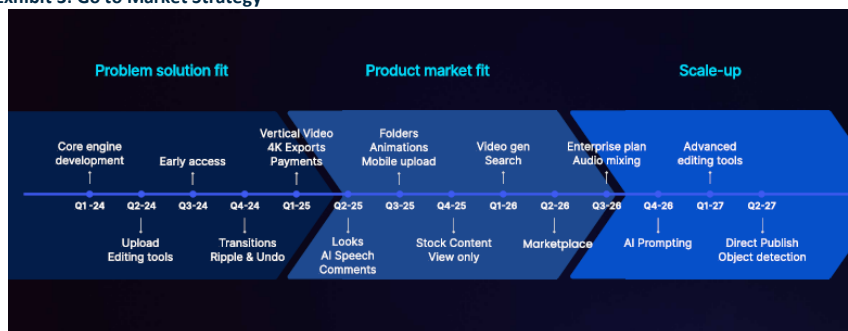 Exhibit 3: Go to Market Strategy
Problem solution fit
Product market fit
Scale-up
Core engine
development
Early access
Vertical Video
4K Exports
Payments
Folders
Animations
Mobile upload
Video gen
Search
Enterprise plan
Audio mixing
Advanced
editing tools
Q1 -24
Q2-24
Q3-24
Q4-24
Q1-25
Q2-25
Q3-25
Q4-25
Q1-26
Q2-26
Q3-26
Q4-26
Q1-27
Q2-27
Upload
Editing tools
Transitions
Ripple & Undo
Looks
AI Speech
Comments
Stock Content
View only
Marketplace
AI Prompting
Direct Publish
Object detection